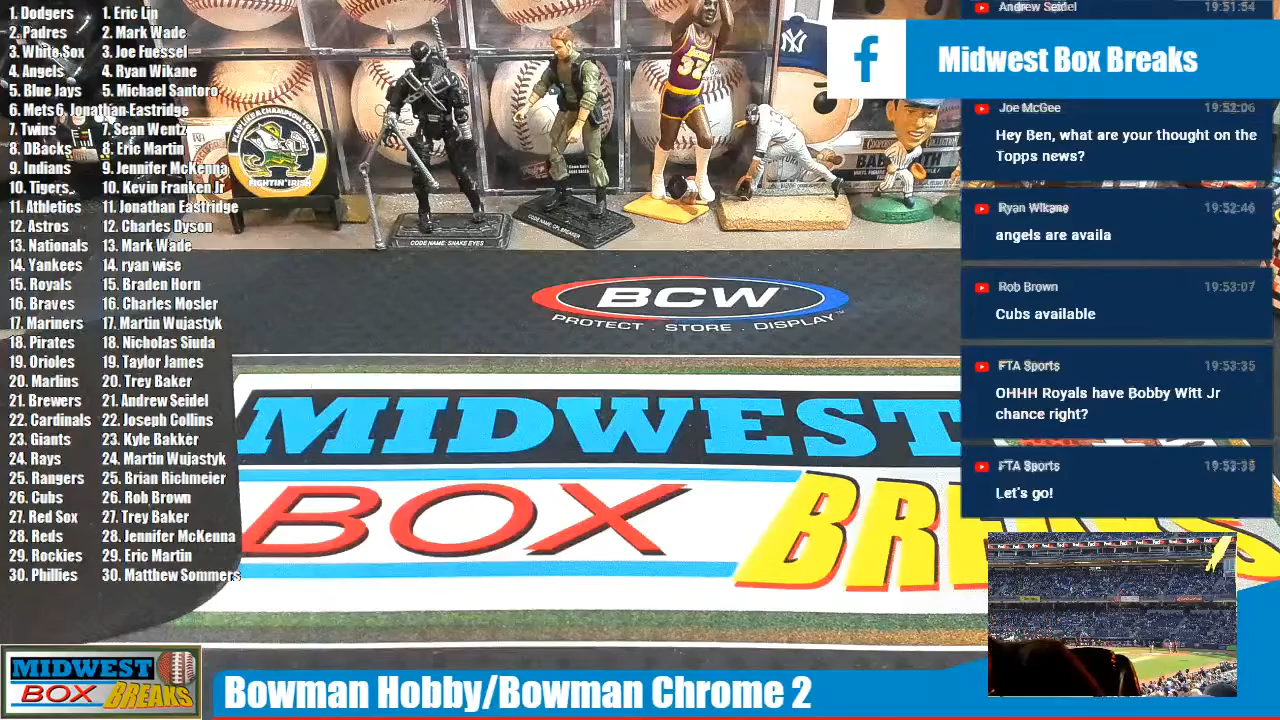 1. Dodgers 1. Eric Lin
2. Padres 2. Mark Wade
3. White Sox 3. Joe Fuessel
4. Angels 4. Ryan Wikane
5. Blue Jays 5. Michael Santoro
6. Mets 6. Jonathan Eastridge
7. Twins 7. Sean Wentz
8. DBacks 8. Eric Martin
9. Indians 9. Jennifer McKenna
10. Tigers 10. Kevin Franken Jr
11. Athletics 11. Jonathan Eastridge
12. Astros 12. Charles Dyson
13. Nationals 13. Mark Wade
14. Yankees 14. ryan wise
15. Royals 15. Braden Horn
16. Braves 16. Charles Mosler
17. Mariners 17. Martin Wujastyk
18. Pirates 18. Nicholas Siuda
19. Orioles 19. Taylor James
20. Marlins 20. Trey Baker
21. Brewers 21. Andrew Seidel
22. Cardinals 22. Joseph Collins
23. Giants 23. Kyle Bakker
24. Rays 24. Martin Wujastyk
25. Rangers 25. Brian Richmeier
26. Cubs 26. Rob Brown
27. Red Sox 27. Trey Baker
28. Reds 28. Jennifer McKenna
29. Rockies 29. Eric Martin
30. Phillies 30. Matthew Sommers
FIGHTIN' IRISH
CODE NAME: SNAKE EYES
32
BCW
PROTECT . STORE . DISPLAY
MIDWEST
BOX BRE
Andrew Seidel 19:51:54
f Midwest Box Breaks
Joe McGee 19:52:06
Hey Ben, what are your thought on the
Topps news?
Ryan Wikane 19:52:46
angels are availa
Rob Brown 19:53:07
Cubs available
FTA Sports 19:53:35
OHHH Royals have Bobby Witt Jr
chance right?
FTA Sports 19:53:35
Let's go!
MIDWEST
BOX BREAKS
Bowman Hobby/Bowman Chrome 2